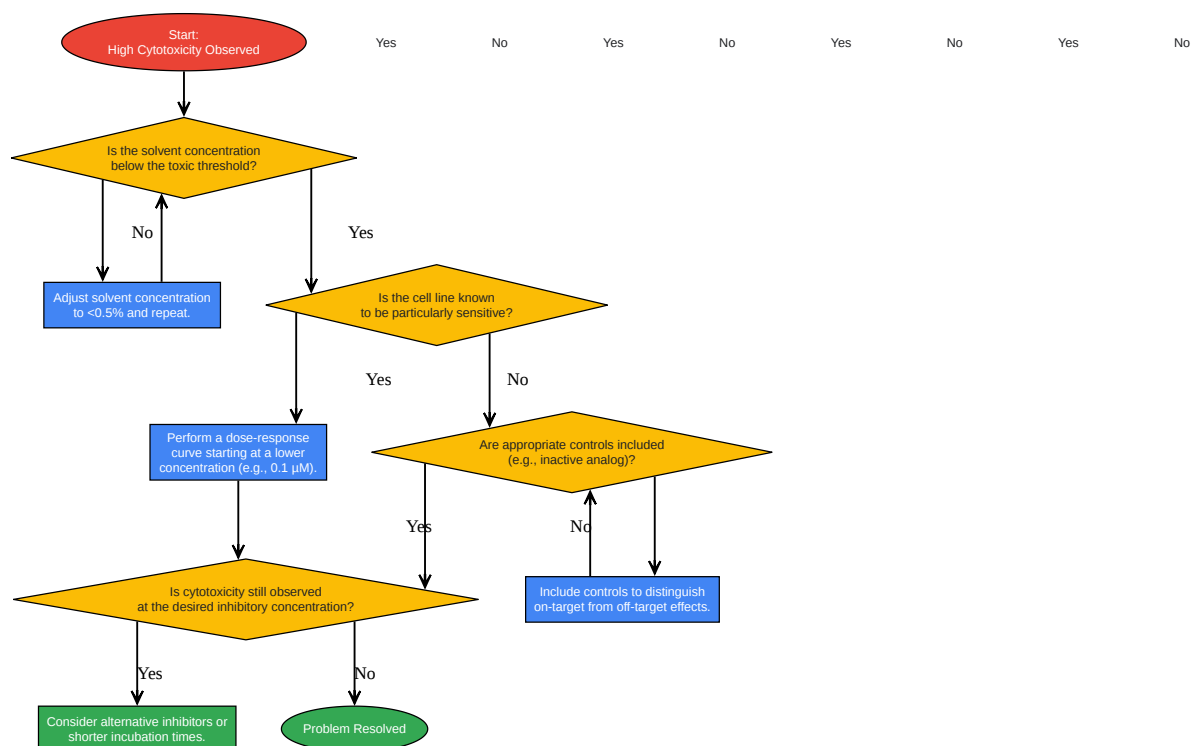 Start:
High Cytotoxicity Observed
Yes
No
Yes
No
Yes
No
Yes
No
Is the solvent concentration
below the toxic threshold?
No
Yes
Adjust solvent concentration
to <0.5% and repeat.
Is the cell line known
to be particularly sensitive?
Yes
No
Perform a dose-response
curve starting at a lower
concentration (e.g., 0.1 µM).
Are appropriate controls included
(e.g., inactive analog)?
Yes
No
Is cytotoxicity still observed
at the desired inhibitory concentration?
Include controls to distinguish
on-target from off-target effects.
Yes
No
Consider alternative inhibitors or
shorter incubation times.
Problem Resolved